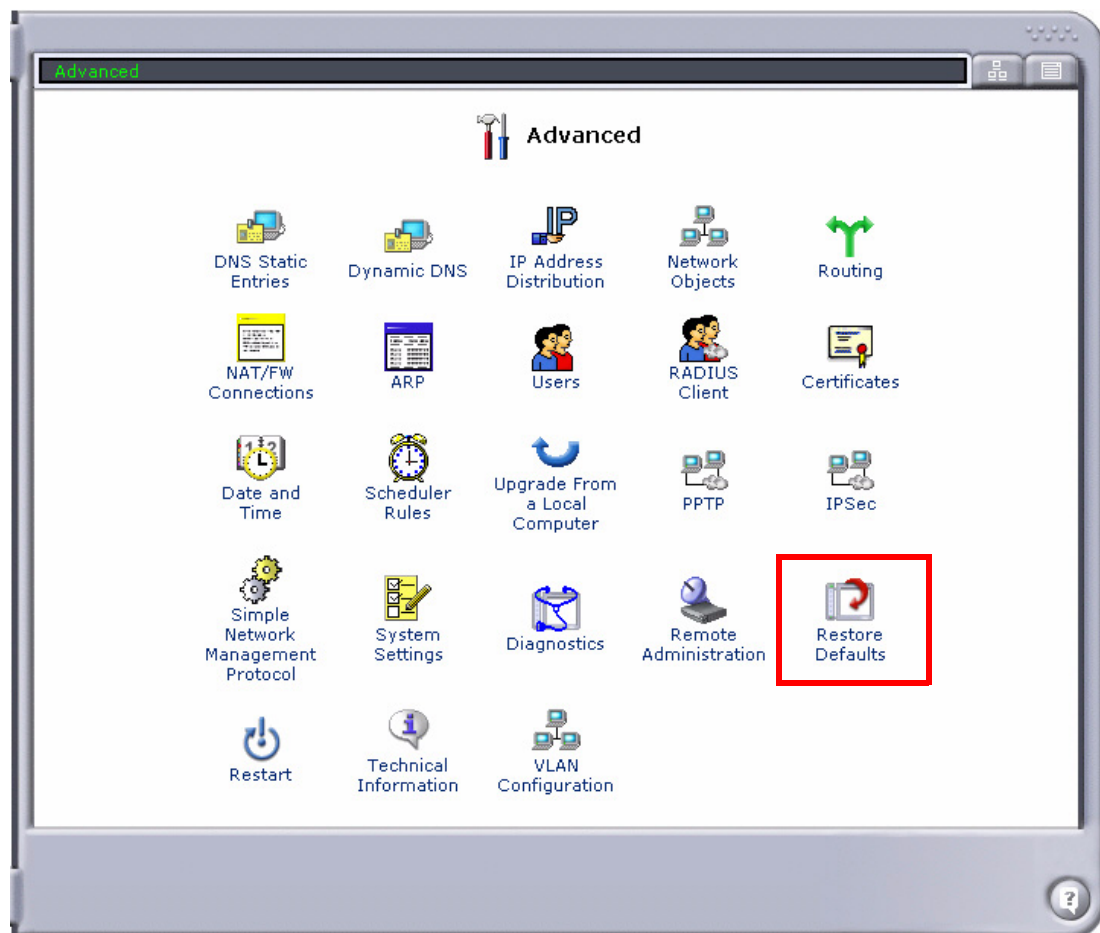 Advanced
Advanced
DNS Static
Entries
Dynamic DNS
IP Address
Distribution
Network
Objects
Routing
NAT/FW
Connections
ARP
Users
RADIUS
Client
Certificates
Date and
Time
Scheduler
Rules
Upgrade From
a Local
Computer
PPTP
IPSec
Simple
Network
Management
Protocol
System
Settings
Diagnostics
Remote
Administration
Restore
Defaults
Restart
Technical
Information
VLAN
Configuration
?